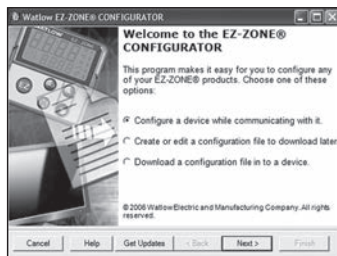 Watlow EZ-ZONE® CONFIGURATOR
Welcome to the EZ-ZONE®
CONFIGURATOR
This program makes it easy for you to configure any
of your EZ-ZONE® products. Choose one of these
options:
Configure a device while communicating with it.
Create or edit a configuration file to download later
Download a configuration file in to a device.
© 2006 Watlow Electric and Manufacturing Company. All rights
reserved.
Cancel Help Get Updates < Back Next > Finish